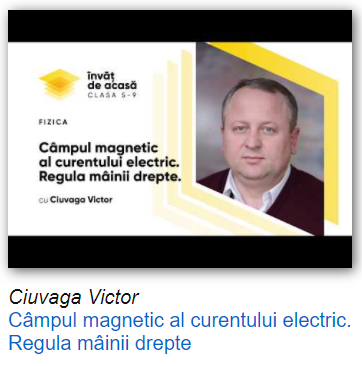 învăț
de acasă
CLASA 5-9
FIZICA
Câmpul magnetic
al curentului electric.
Regula mâinii drepte.
cu Ciuvaga Victor
Ciuvaga Victor
Câmpul magnetic al curentului electric.
Regula mâinii drepte